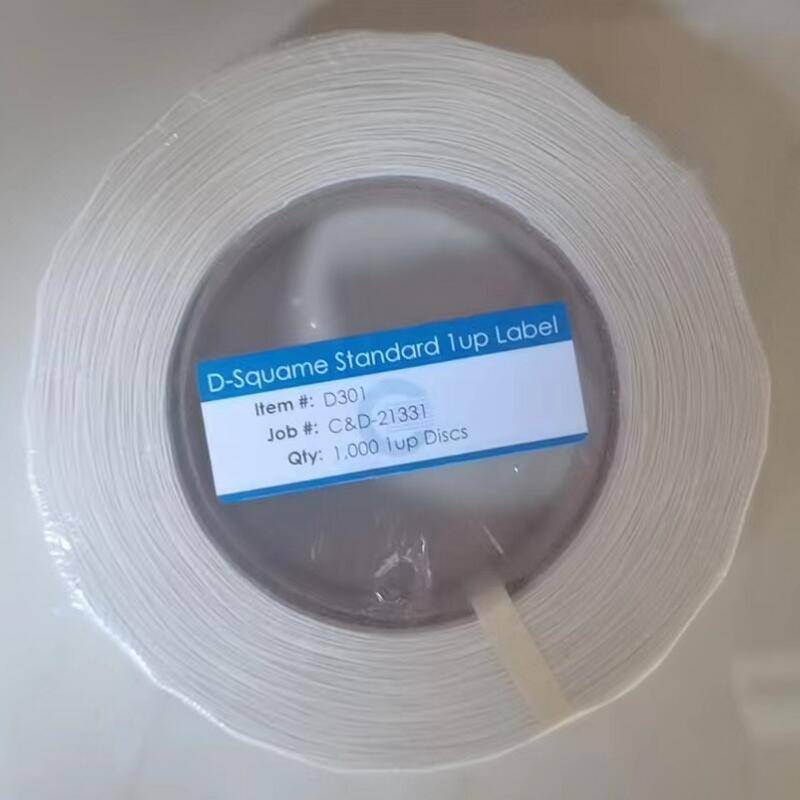 D-Squame Standard 1up Label
Item #: D301
Job #: C&D-21331
Qty: 1,000 1up Discs